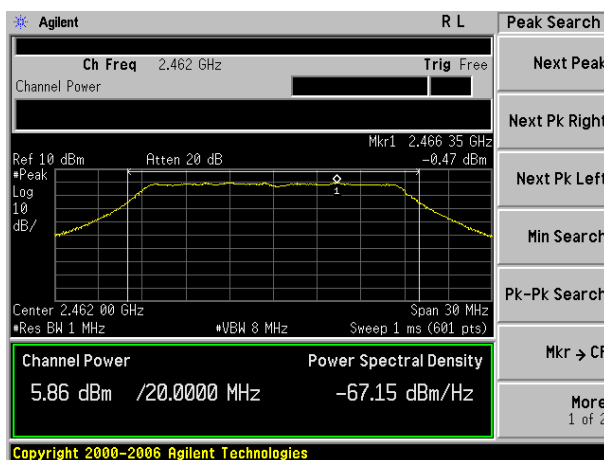 Agilent R L Peak Search
Ch Freq 2.462 GHz Trig Free
Channel Power
Next Peak
Next Pk Right
Mkr1 2.466 35 GHz
Ref 10 dBm Atten 20 dB -0.47 dBm
#Peak
Log
10
dB/
1
Next Pk Left
Min Search
Center 2.462 00 GHz Span 30 MHz
#Res BW 1 MHz #VBW 8 MHz Sweep 1 ms (601 pts)
Pk-Pk Search
Channel Power Power Spectral Density
5.86 dBm /20.0000 MHz -67.15 dBm/Hz
Mkr → CF
More
1 of 2
Copyright 2000-2006 Agilent Technologies